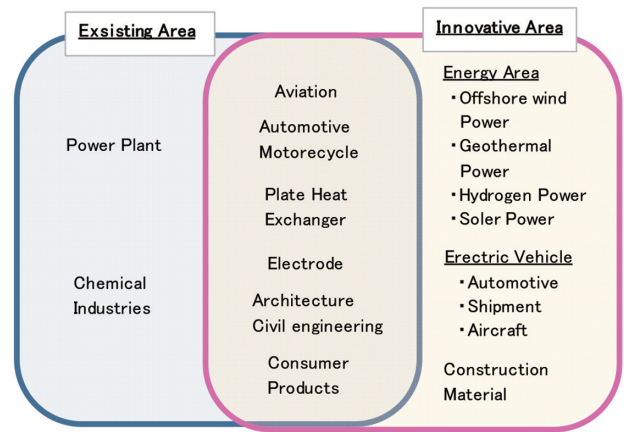 Exsisting Area
Innovative Area
Power Plant
Chemical
Industries
Aviation
Automotive
Motorecycle
Plate Heat
Exchanger
Electrode
Architecture
Civil engineering
Consumer
Products
Energy Area
・Offshore wind
Power
・Geothermal
Power
・Hydrogen Power
・Soler Power
Erectric Vehicle
・Automotive
・Shipment
・Aircraft
Construction
Material